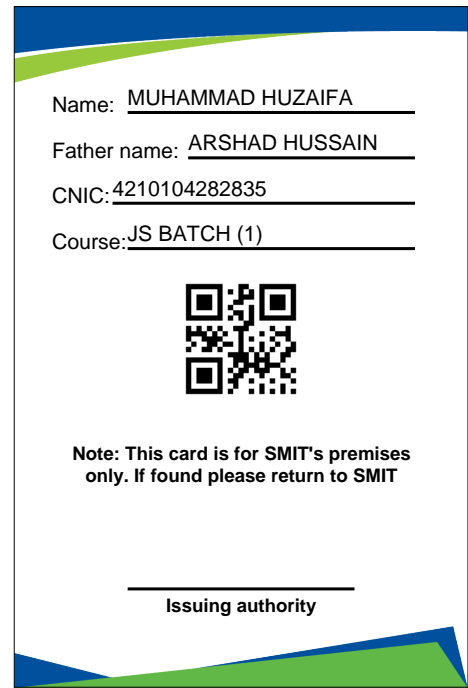 Name: MUHAMMAD HUZAIFA
Father name: ARSHAD HUSSAIN
CNIC: 4210104282835
Course: JS BATCH (1)
Note: This card is for SMIT's premises
only. If found please return to SMIT
Issuing authority